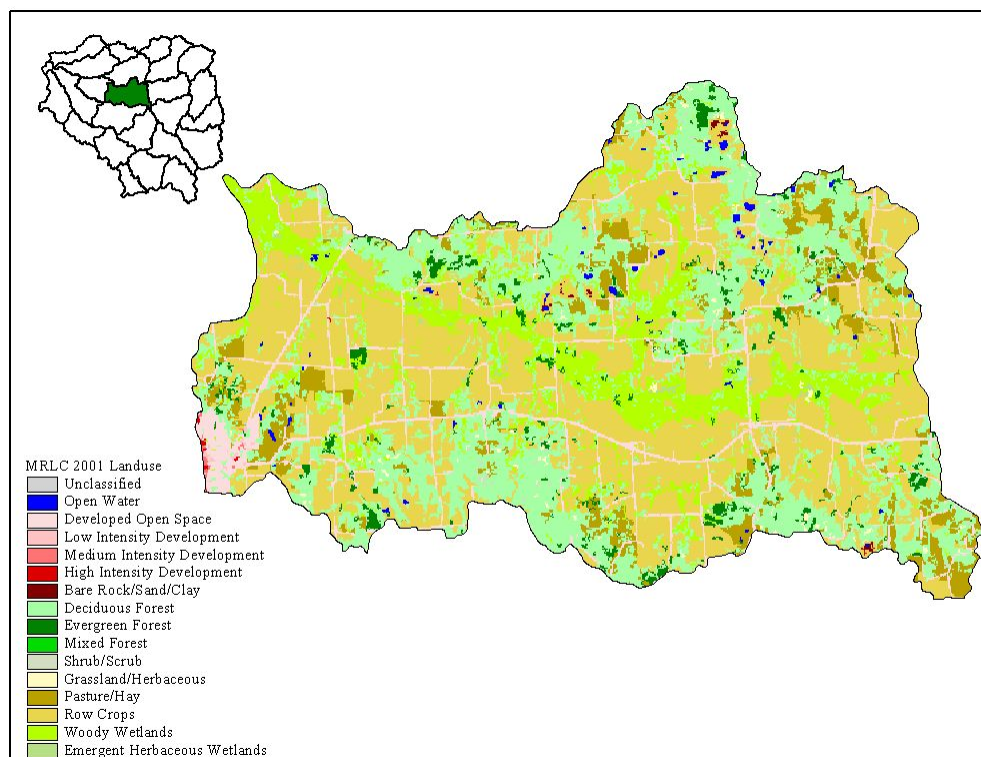 MRLC 2001 Landuse
Unclassified
Open Water
Developed Open Space
Low Intensity Development
Medium Intensity Development
High Intensity Development
Bare Rock/Sand/Clay
Deciduous Forest
Evergreen Forest
Mixed Forest
Shrub/Scrub
Grassland/Herbaceous
Pasture/Hay
Row Crops
Woody Wetlands
Emergent Herbaceous Wetlands